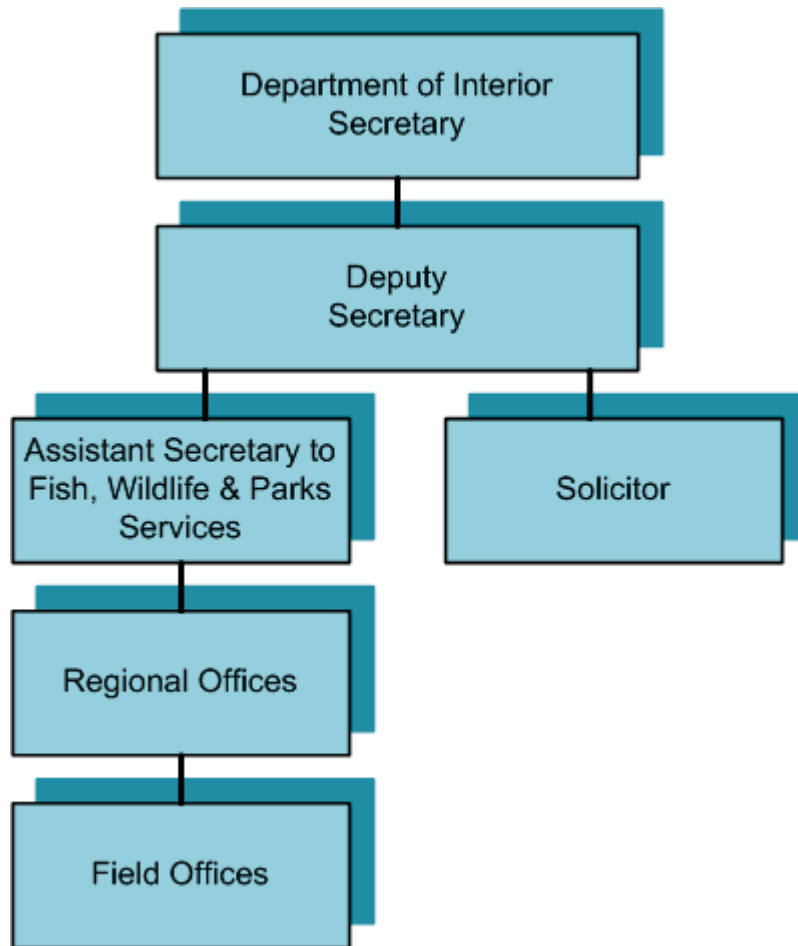 Department of Interior
Secretary
Deputy
Secretary
Assistant Secretary to
Fish, Wildlife & Parks
Services
Solicitor
Regional Offices
Field Offices